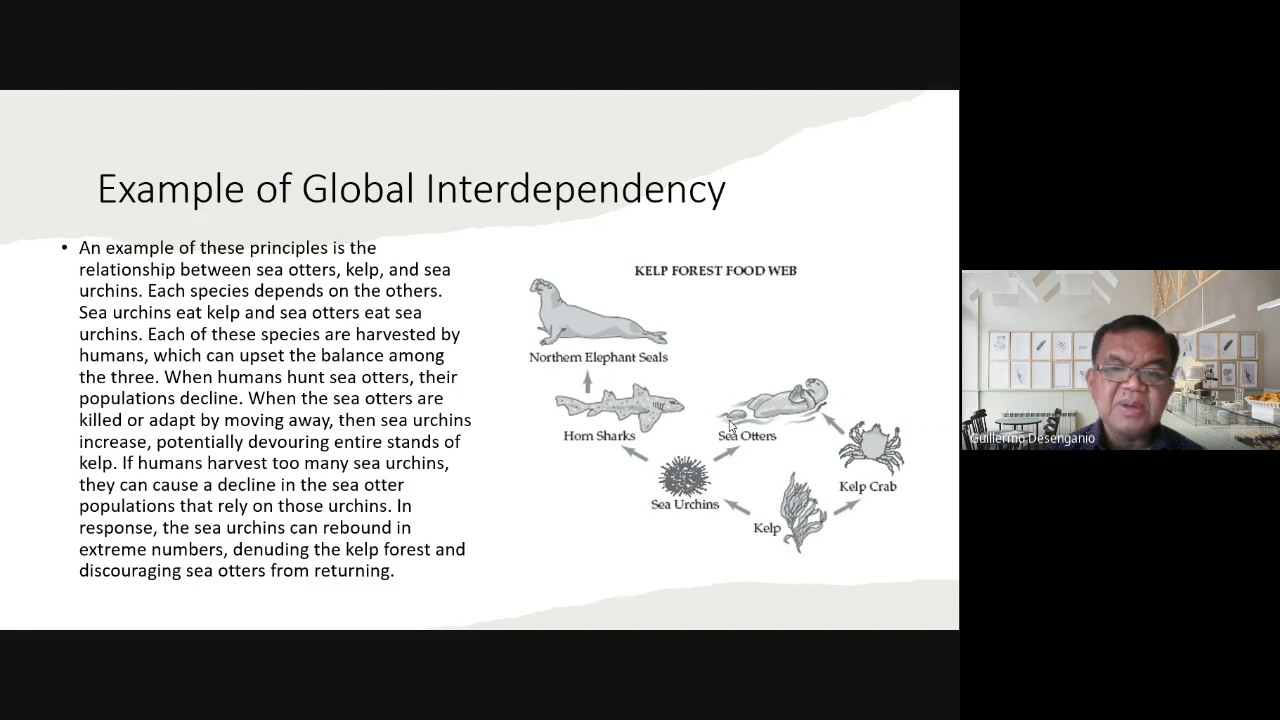 Example of Global Interdependency
• An example of these principles is the
relationship between sea otters, kelp, and sea
urchins. Each species depends on the others.
Sea urchins eat kelp and sea otters eat sea
urchins. Each of these species are harvested by
humans, which can upset the balance among
the three. When humans hunt sea otters, their
populations decline. When the sea otters are
killed or adapt by moving away, then sea urchins
increase, potentially devouring entire stands of
kelp. If humans harvest too many sea urchins,
they can cause a decline in the sea otter
populations that rely on those urchins. In
response, the sea urchins can rebound in
extreme numbers, denuding the kelp forest and
discouraging sea otters from returning.
KELP FOREST FOOD WEB
Northern Elephant Seals
Horn Sharks
Sea Otters
Kelp Crab
Sea Urchins
Kelp
Guillermo Desenganio